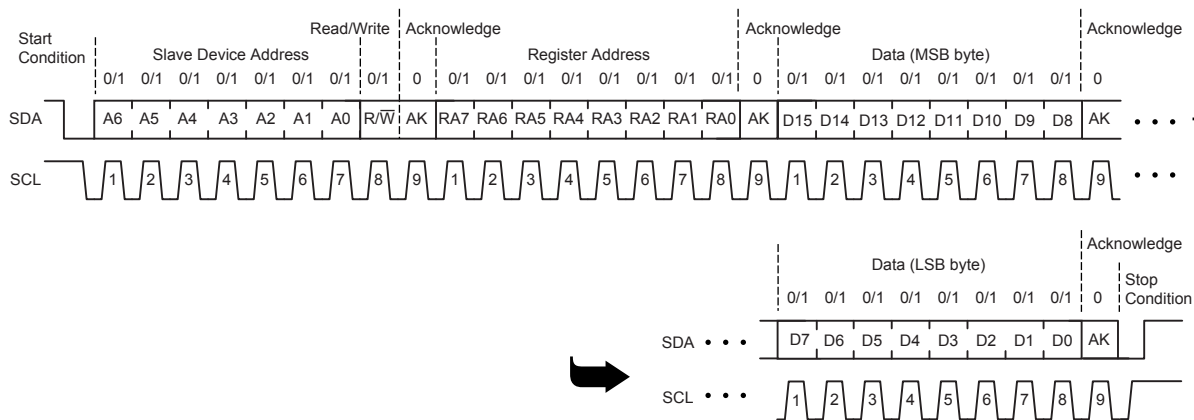 Read/Write Acknowledge Acknowledge Acknowledge
Start Condition
Slave Device Address Register Address Data (MSB byte)
0/1 0/1 0/1 0/1 0/1 0/1 0/1 0/1 0 0/1 0/1 0/1 0/1 0/1 0/1 0/1 0/1 0 0/1 0/1 0/1 0/1 0/1 0/1 0/1 0/1 0
SDA A6 A5 A4 A3 A2 A1 A0 R/W̅ AK RA7 RA6 RA5 RA4 RA3 RA2 RA1 RA0 AK D15 D14 D13 D12 D11 D10 D9 D8 AK • • • •
SCL 1 2 3 4 5 6 7 8 9 1 2 3 4 5 6 7 8 9 1 2 3 4 5 6 7 8 9 • • •
Acknowledge
Data (LSB byte)
Stop Condition
0/1 0/1 0/1 0/1 0/1 0/1 0/1 0/1 0
SDA • • • D7 D6 D5 D4 D3 D2 D1 D0 AK
SCL • • • 1 2 3 4 5 6 7 8 9